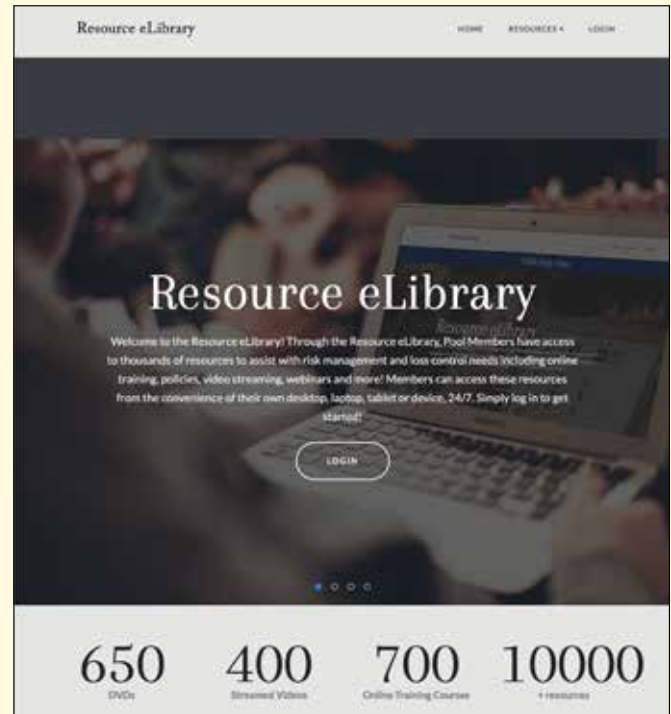 Resource eLibrary
HOME
RESOURCES
LOGIN
Resource eLibrary
Welcome to the Resource eLibrary! Through the Resource eLibrary, Pool Members have access
to thousands of resources to assist with risk management and loss control needs including online
training, policies, video streaming, webinars and more! Members can access these resources
from the convenience of their own desktop, laptop, tablet or device, 24/7. Simply log in to get
started!
LOGIN
650
400
700
10000
DVDs
Streamed Videos
Online Training Courses
+ resources